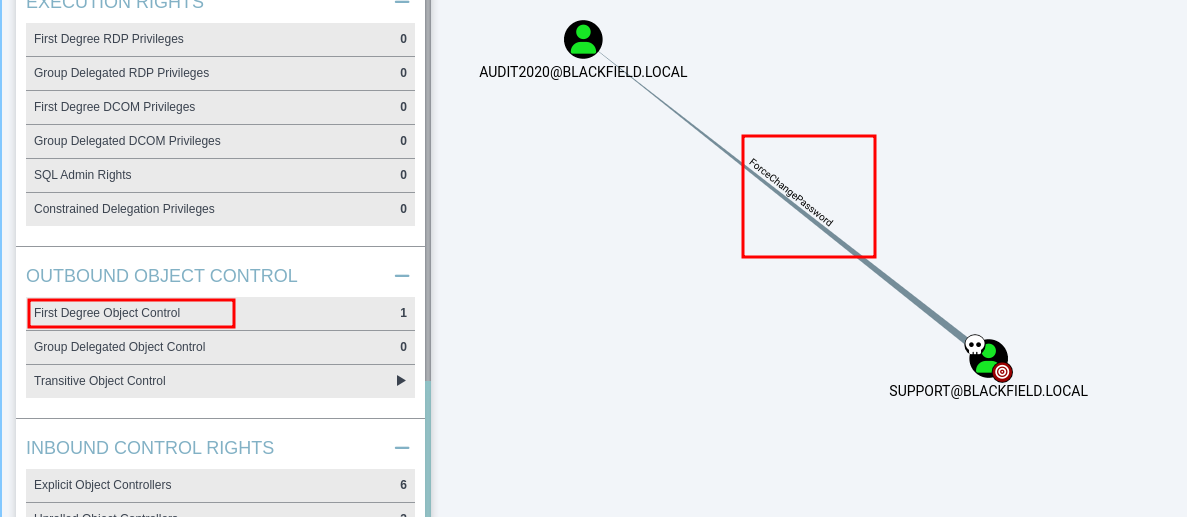 EXECUTION RIGHTS
First Degree RDP Privileges 0
Group Delegated RDP Privileges 0
First Degree DCOM Privileges 0
Group Delegated DCOM Privileges 0
SQL Admin Rights 0
Constrained Delegation Privileges 0
OUTBOUND OBJECT CONTROL
First Degree Object Control 1
Group Delegated Object Control 0
Transitive Object Control
INBOUND CONTROL RIGHTS
Explicit Object Controllers 6
AUDIT2020@BLACKFIELD.LOCAL
ForceChangePassword
SUPPORT@BLACKFIELD.LOCAL